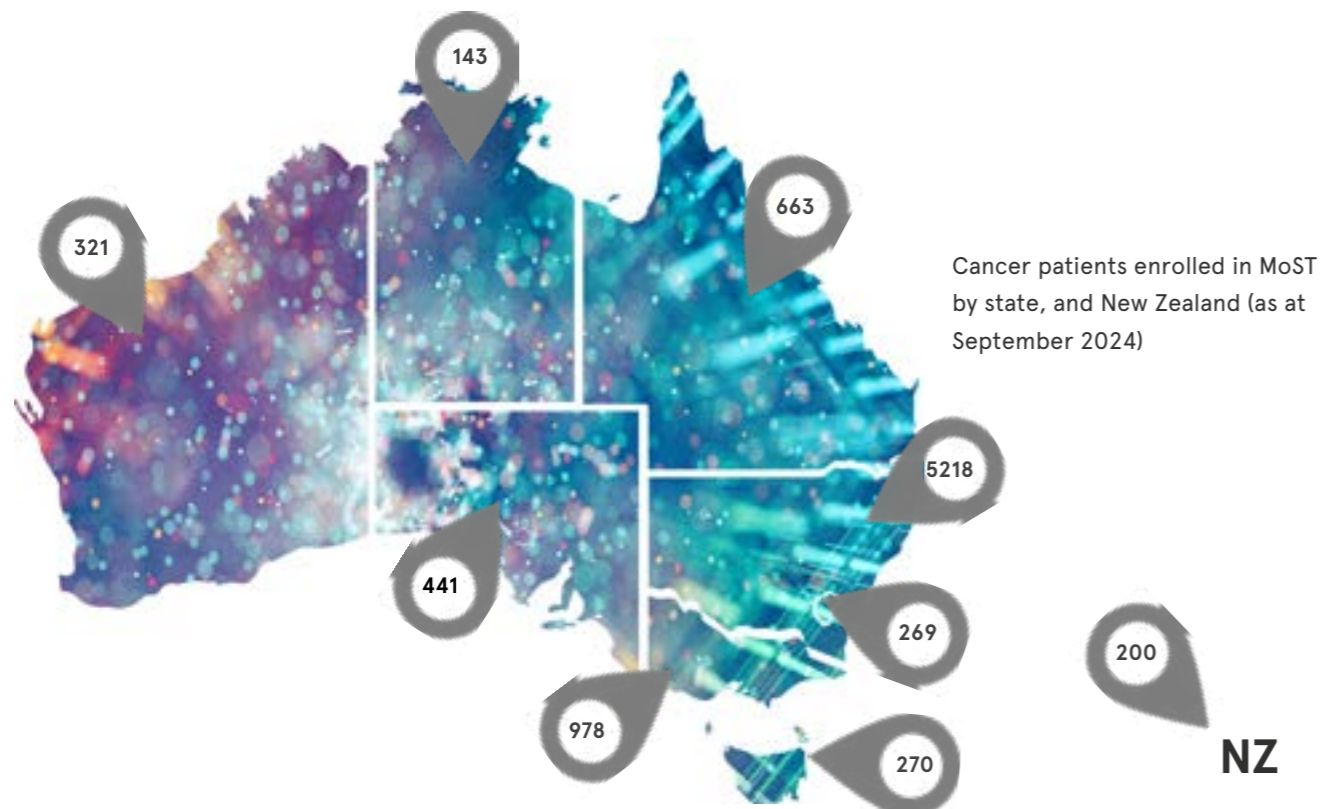 143
663
321
Cancer patients enrolled in MoST
by state, and New Zealand (as at
September 2024)
5218
441
269
200
978
NZ
270